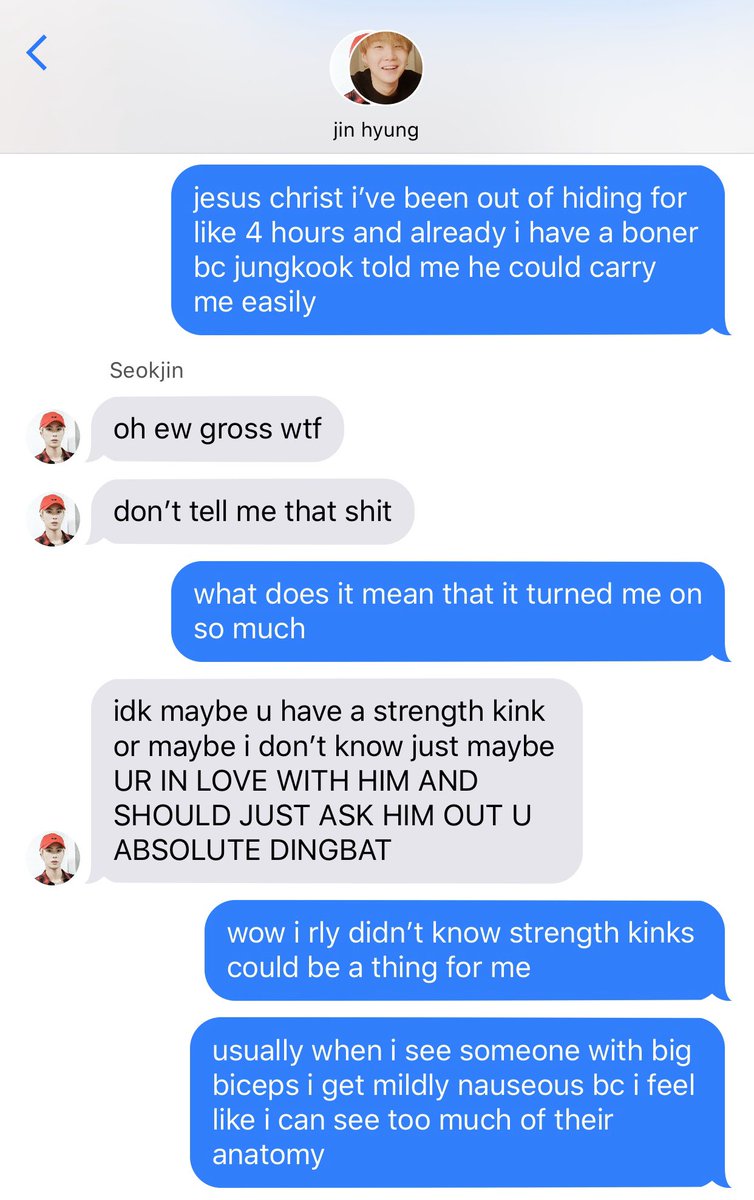 jin hyung
jesus christ i’ve been out of hiding for
like 4 hours and already i have a boner
bc jungkook told me he could carry
me easily
Seokjin
oh ew gross wtf
don’t tell me that shit
what does it mean that it turned me on
so much
idk maybe u have a strength kink
or maybe i don’t know just maybe
UR IN LOVE WITH HIM AND
SHOULD JUST ASK HIM OUT U
ABSOLUTE DINGBAT
wow i rly didn’t know strength kinks
could be a thing for me
usually when i see someone with big
biceps i get mildly nauseous bc i feel
like i can see too much of their
anatomy